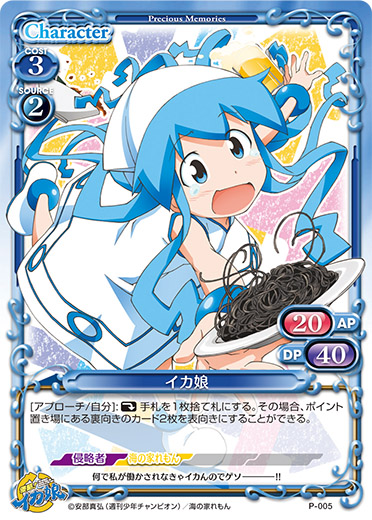 Precious Memories
Character
COST
3
SOURCE
2
20 AP
DP 40
イカ娘
[アプローチ/自分]: 手札を1枚捨て札にする。その場合、ポイント
置き場にある裏向きのカード2枚を表向きにすることができる。
侵略者 海の家れもん
何で私が働かされなきゃイカんのでゲソ―――!!
侵略!イカ娘
©安部真弘(週刊少年チャンピオン)/海の家れもん
P-005